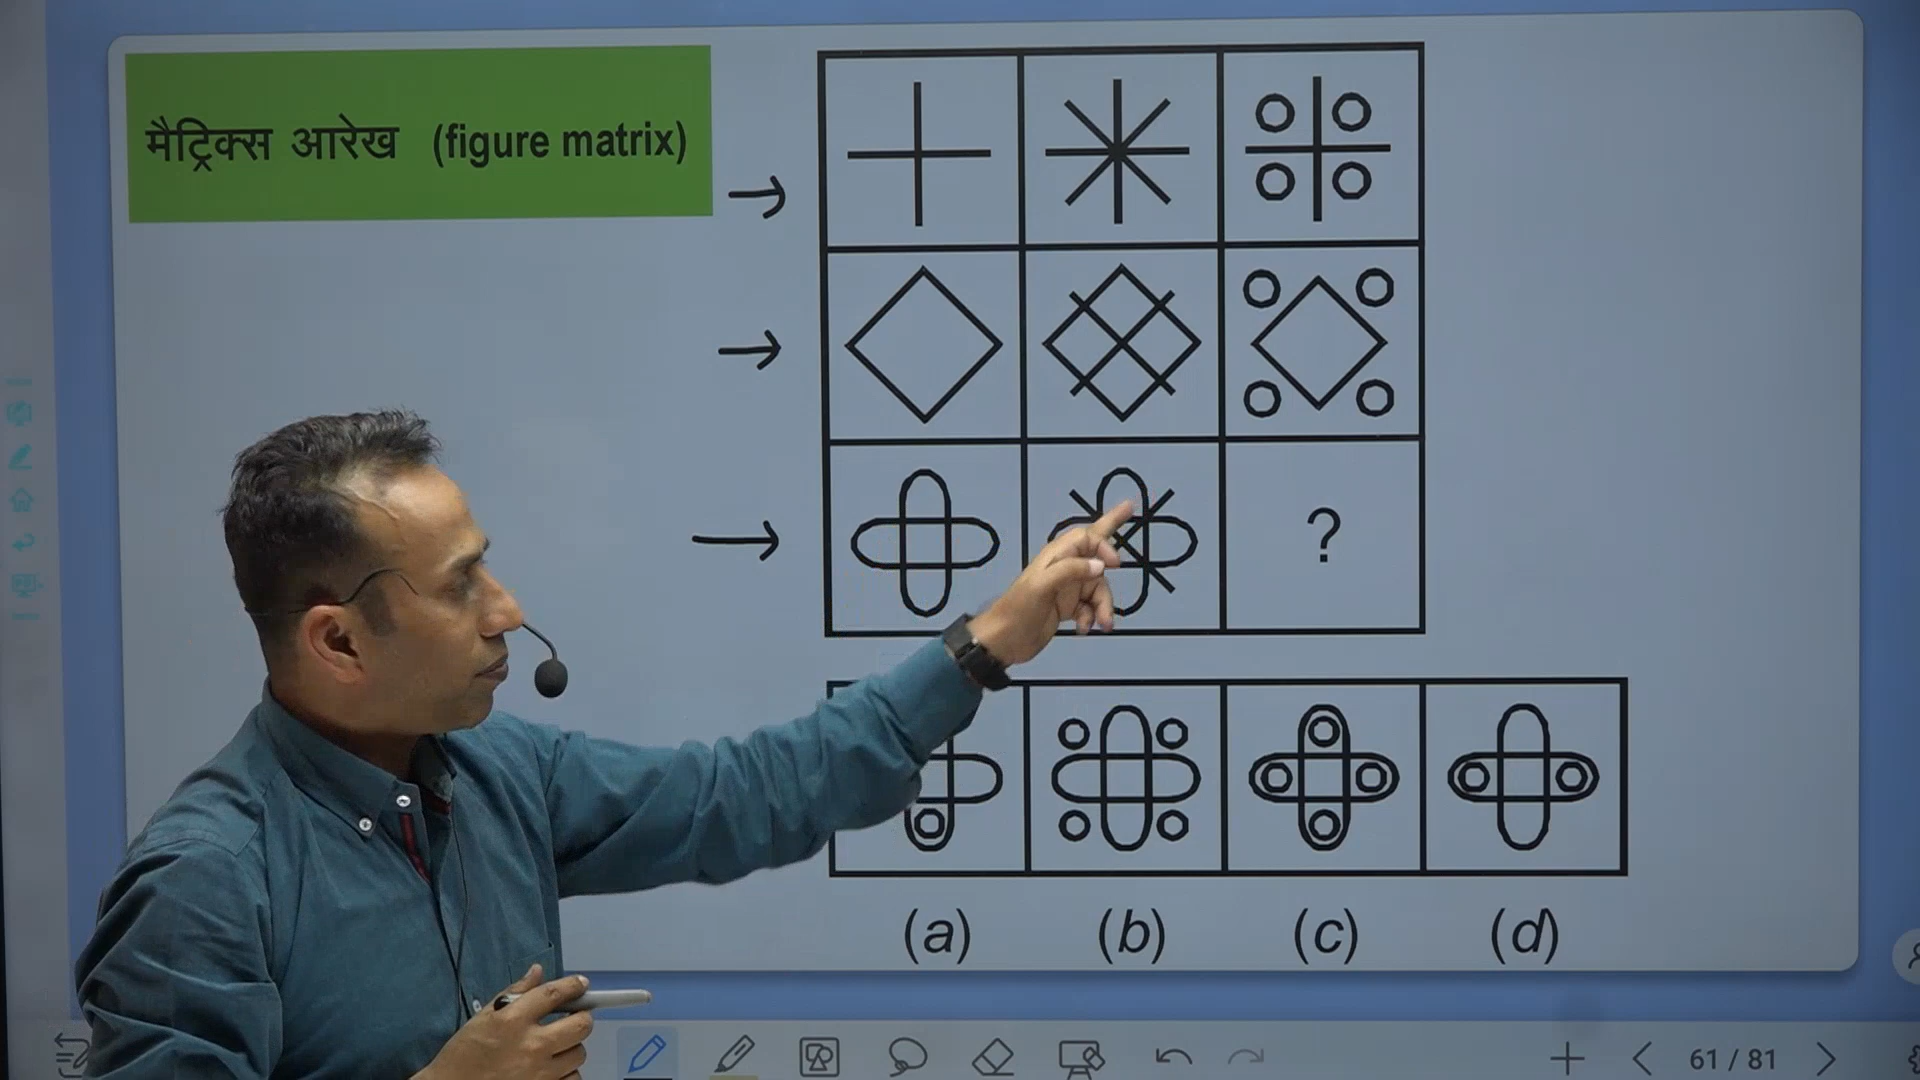 मैट्रिक्स आरेख (figure matrix)
?
(a) (b) (c) (d)
61 / 81